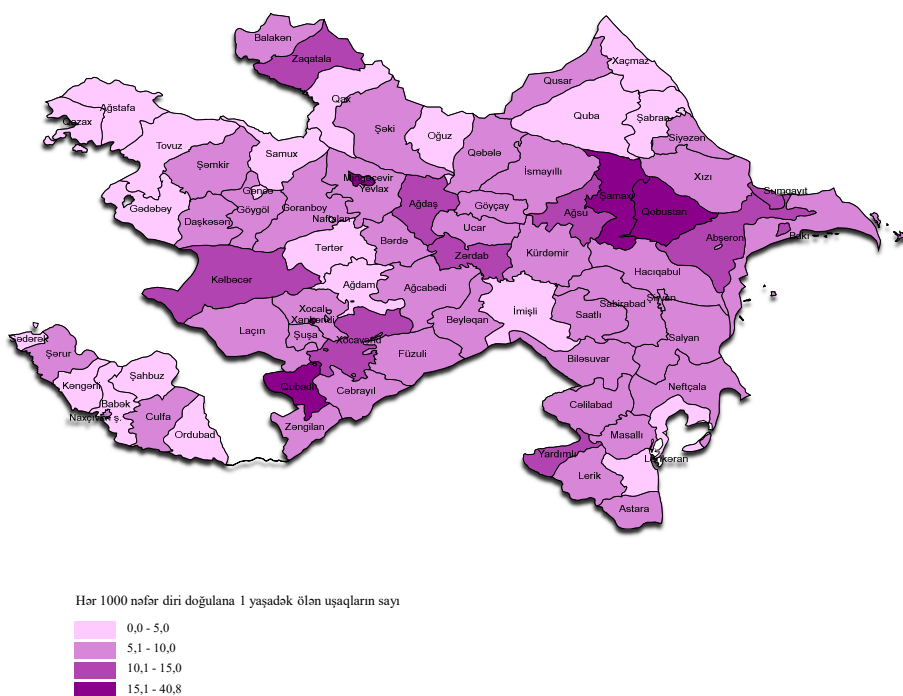 Balakən
Zaqatala
Xaçmaz
Qax
Qusar
Ağstafa
Qazax
Quba
Şabran
Şəki
Oğuz
Siyəzən
Tovuz
Samux
Qəbələ
Şəmkir
İsmayıllı
Xızı
Mingəçevir
Yevlax
Gəncə
Sumqayıt
Şamaxı
Gədəbəy
Ağdaş
Göyçay
Qobustan
Daşkəsən
Göygöl
Goranboy
Naftalan
Ağsu
Ucar
Abşeron
Bakı
Tərtər
Bərdə
Zərdab
Kürdəmir
Hacıqabul
Kəlbəcər
Ağdam
Ağcabədi
Şirvan
Sabirabad
Xocalı
İmişli
Saatlı
Xankəndi
Beyləqan
Laçın
Şuşa
Xocavənd
Salyan
Sədərək
Şərur
Füzuli
Biləsuvar
Şahbuz
Kəngərli
Qubadlı
Cəbrayıl
Neftçala
Babək
Cəlilabad
Naxçıvan ş.
Culfa
Ordubad
Zəngilan
Masallı
Yardımlı
Lənkəran
Lerik
Astara
Hər 1000 nəfər diri doğulana 1 yaşadək ölən uşaqların sayı
0,0 - 5,0
5,1 - 10,0
10,1 - 15,0
15,1 - 40,8